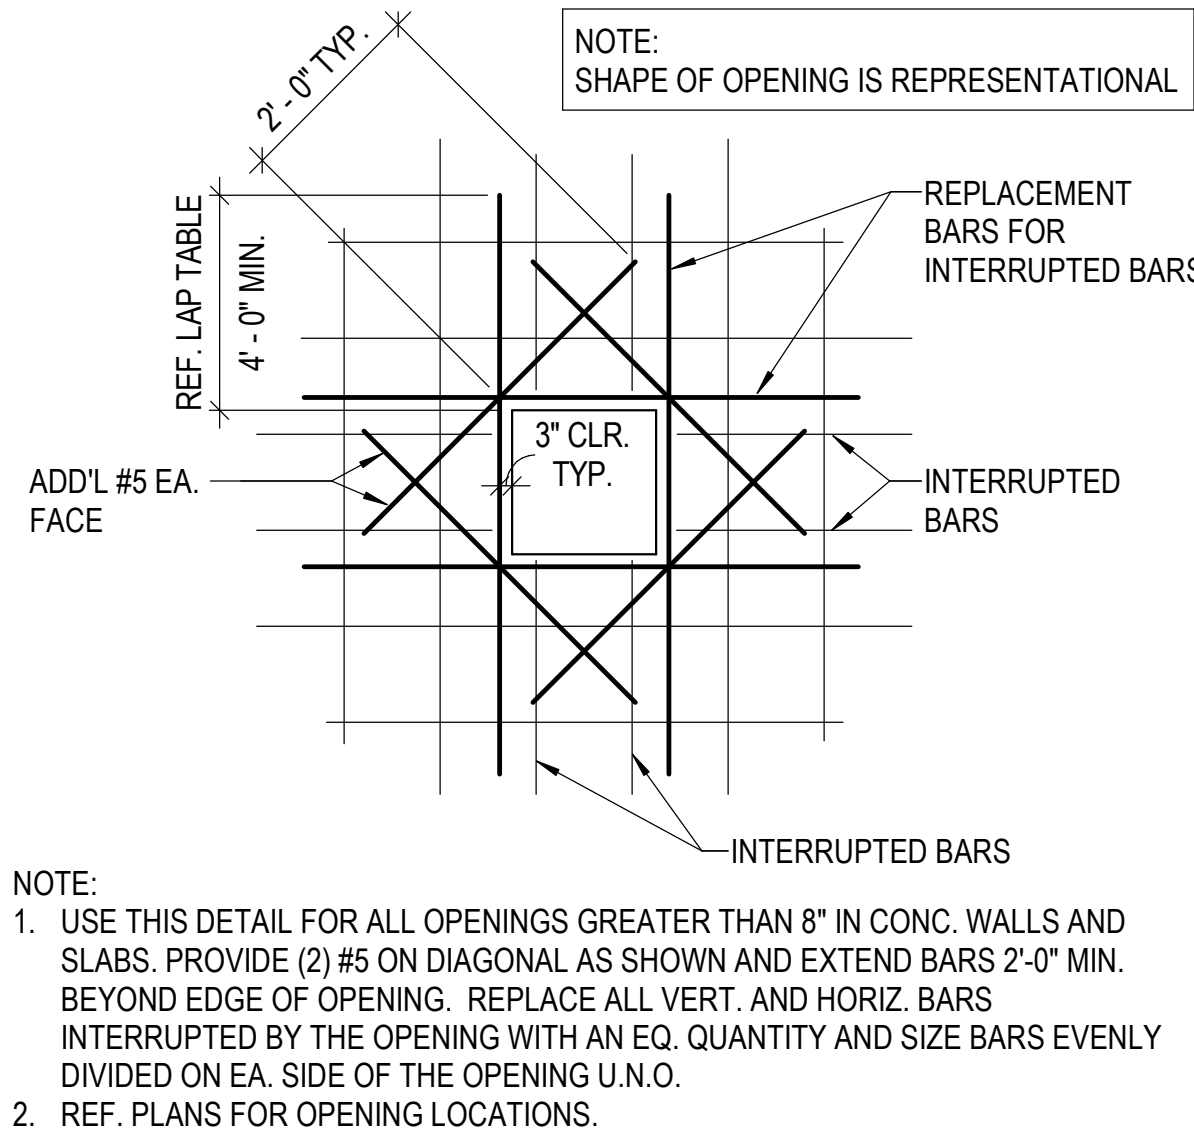 2' - 0" TYP.
NOTE:
SHAPE OF OPENING IS REPRESENTATIONAL
REF. LAP TABLE
4' - 0" MIN.
REPLACEMENT
BARS FOR
INTERRUPTED BARS
3" CLR.
TYP.
ADD'L #5 EA.
FACE
INTERRUPTED
BARS
INTERRUPTED BARS
NOTE:
1. USE THIS DETAIL FOR ALL OPENINGS GREATER THAN 8" IN CONC. WALLS AND
SLABS. PROVIDE (2) #5 ON DIAGONAL AS SHOWN AND EXTEND BARS 2'-0" MIN.
BEYOND EDGE OF OPENING. REPLACE ALL VERT. AND HORIZ. BARS
INTERRUPTED BY THE OPENING WITH AN EQ. QUANTITY AND SIZE BARS EVENLY
DIVIDED ON EA. SIDE OF THE OPENING U.N.O.
2. REF. PLANS FOR OPENING LOCATIONS.